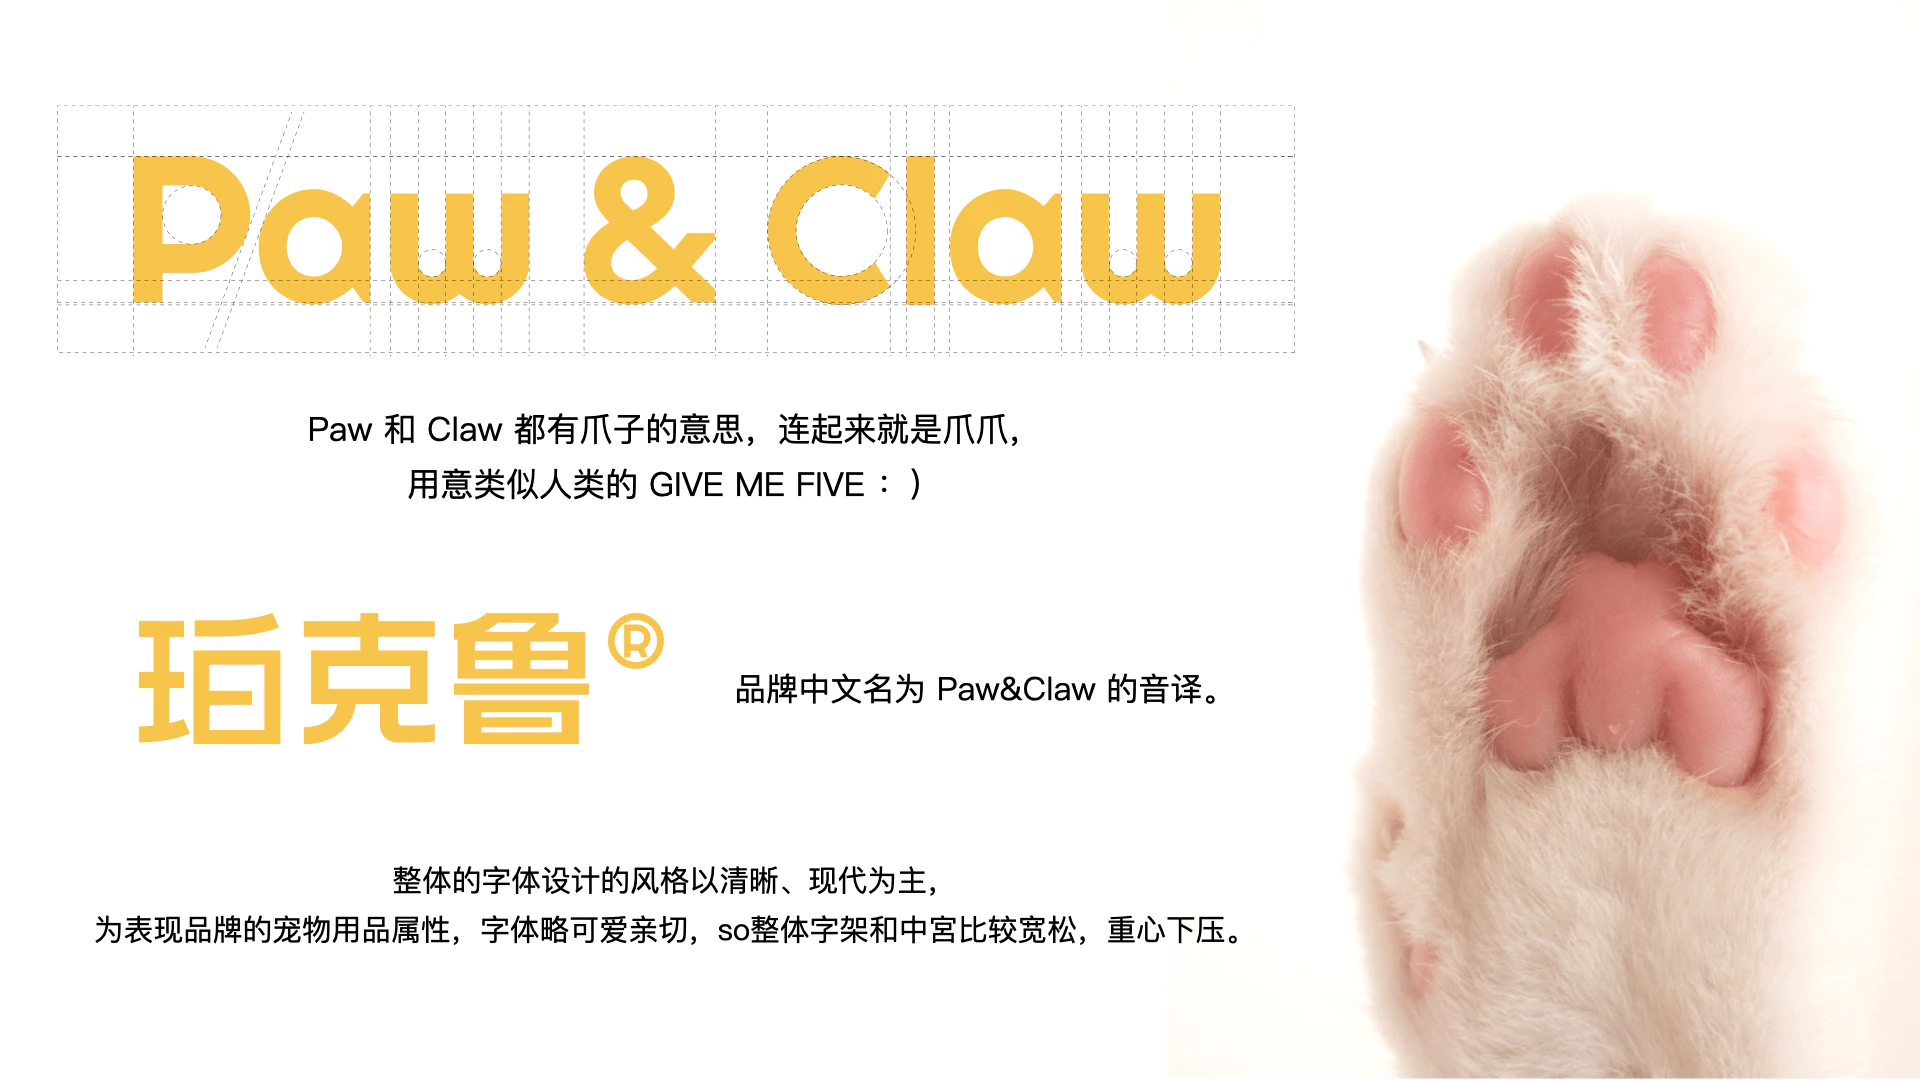 Paw & Claw
Paw 和 Claw 都有爪子的意思，连起来就是爪爪，
用意类似人类的 GIVE ME FIVE：）
珀克鲁®
品牌中文名为 Paw&Claw 的音译。
整体的字体设计的风格以清晰、现代为主，
为表现品牌的宠物用品属性，字体略可爱亲切，so整体字架和中宫比较宽松，重心下压。